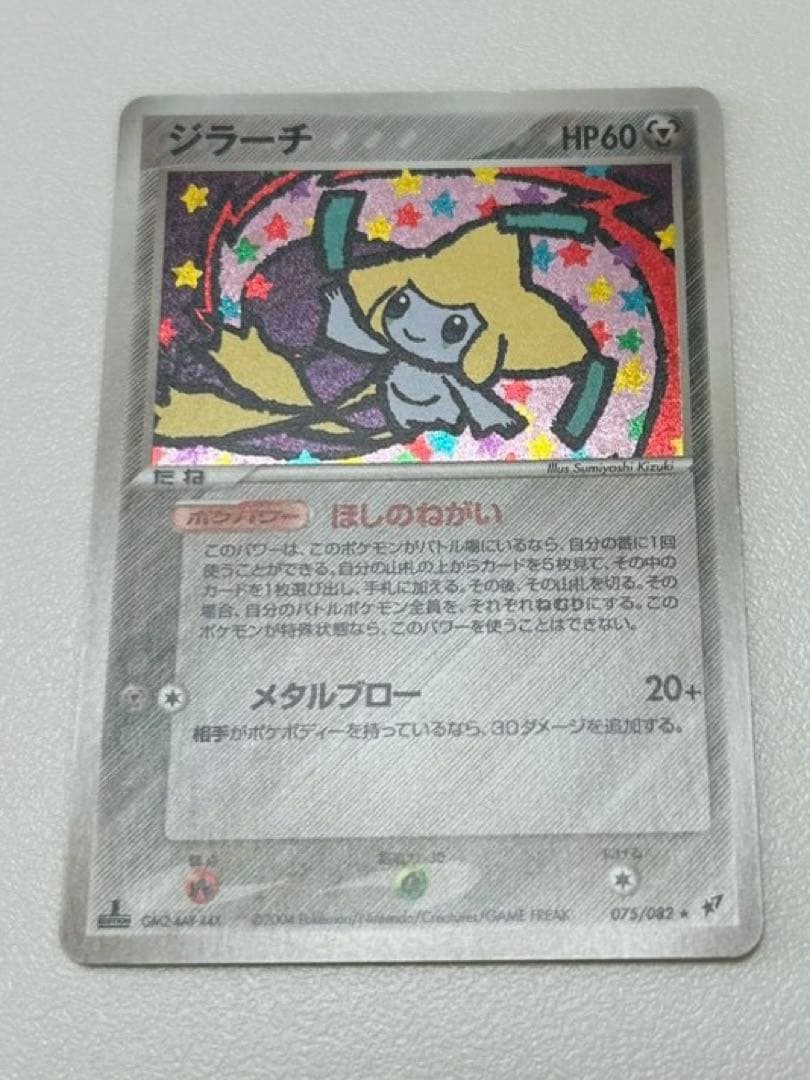 ジラーチ HP60
たね Illus Sumiyoshi Kizuki
ポケパワー ほしのねがい
このパワーは、このポケモンがバトル場にいるなら、自分の番に1回
使うことができる。自分の山札の上からカードを5枚見て、その中の
カードを1枚選び出し、手札に加える。その後、その山札を切る。その
場合、自分のバトルポケモン全員を、それぞれねむりにする。この
ポケモンが特殊状態なら、このパワーを使うことはできない。
メタルブロー 20+
相手がポケボディーを持っているなら、30ダメージを追加する。
弱点 抵抗力-30 にげる
1 EDITION ©2004 Pokémon/Nintendo/Creatures/GAME FREAK 075/082 ★